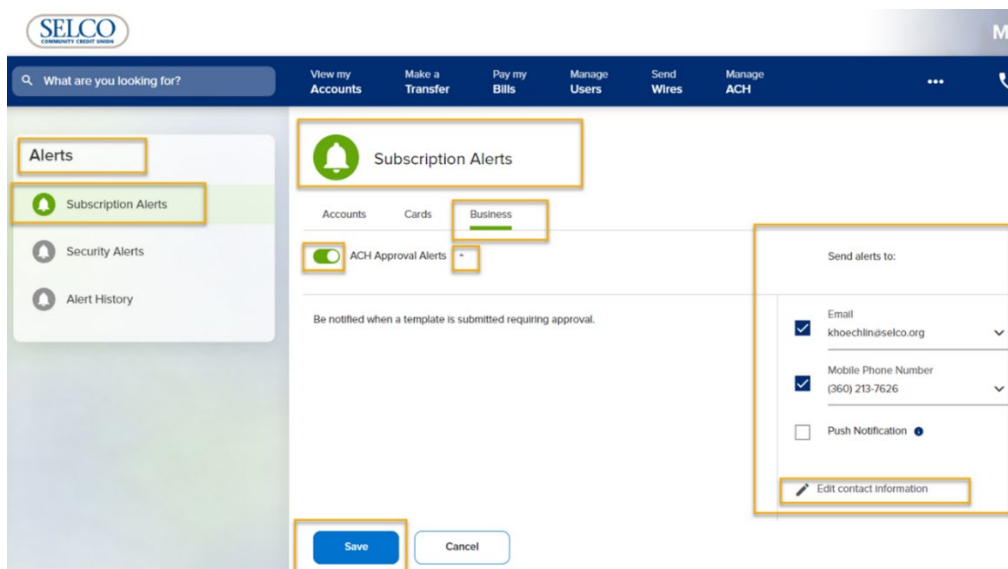 SELCO
COMMUNITY CREDIT UNION
M
What are you looking for?
View my
Accounts
Make a
Transfer
Pay my
Bills
Manage
Users
Send
Wires
Manage
ACH
Alerts
Subscription Alerts
Security Alerts
Alert History
Subscription Alerts
Accounts
Cards
Business
ACH Approval Alerts
Be notified when a template is submitted requiring approval.
Send alerts to:
Email
khoechlin@selco.org
Mobile Phone Number
(360) 213-7626
Push Notification
Edit contact information
Save
Cancel